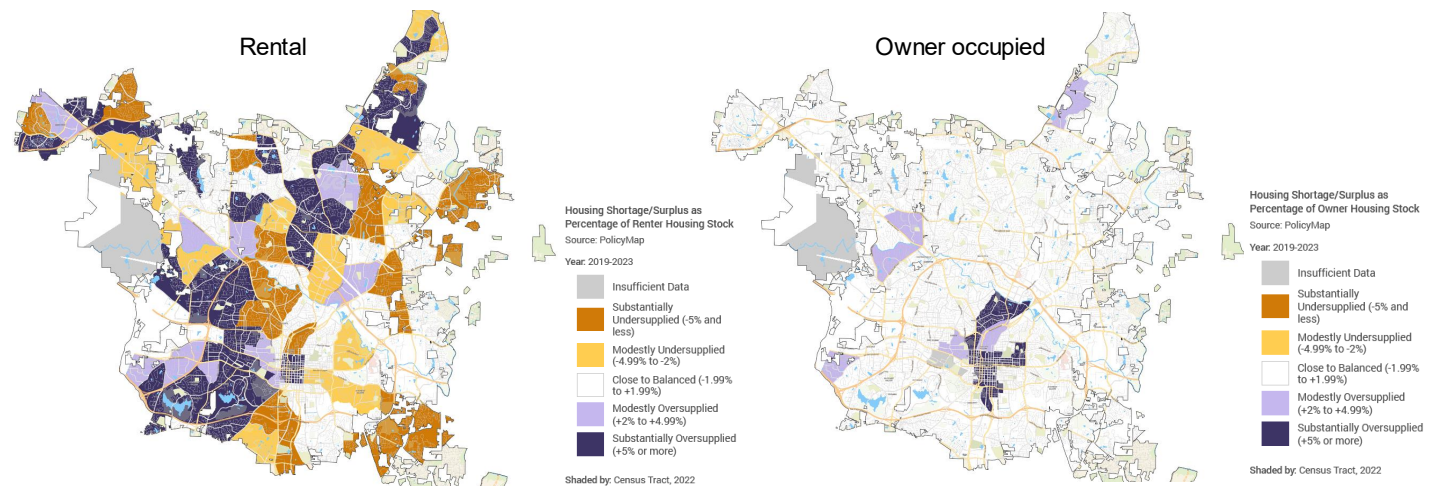 Rental
Housing Shortage/Surplus as
Percentage of Renter Housing Stock
Source: PolicyMap
Year: 2019-2023
Insufficient Data
Substantially
Undersupplied (-5% and
less)
Modestly Undersupplied
(-4.99% to -2%)
Close to Balanced (-1.99%
to +1.99%)
Modestly Oversupplied
(+2% to +4.99%)
Substantially Oversupplied
(+5% or more)
Shaded by: Census Tract, 2022
Owner occupied
Housing Shortage/Surplus as
Percentage of Owner Housing Stock
Source: PolicyMap
Year: 2019-2023
Insufficient Data
Substantially
Undersupplied (-5% and
less)
Modestly Undersupplied
(-4.99% to -2%)
Close to Balanced (-1.99%
to +1.99%)
Modestly Oversupplied
(+2% to +4.99%)
Substantially Oversupplied
(+5% or more)
Shaded by: Census Tract, 2022